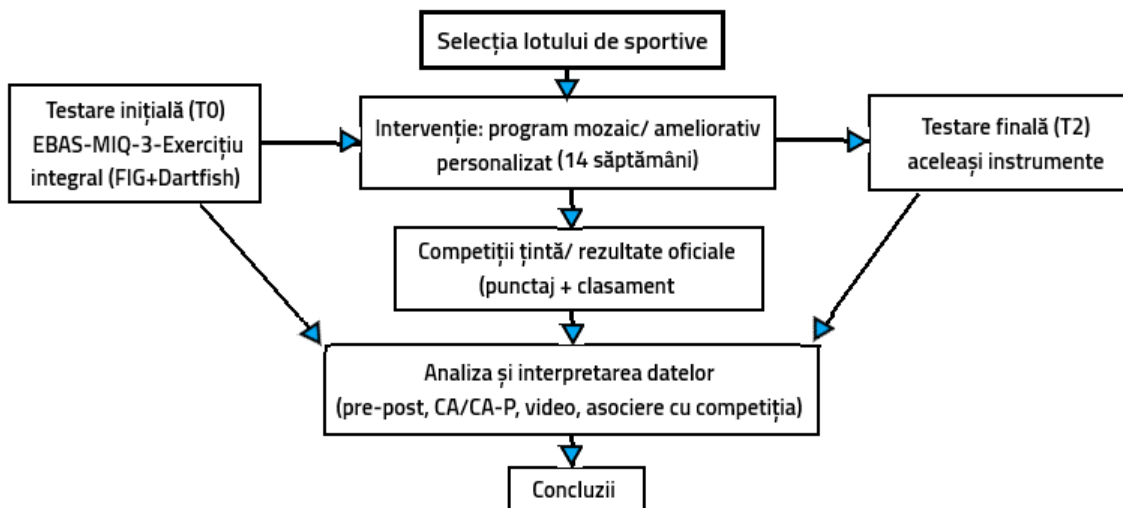 Selecția lotului de sportive
Testare inițială (T0)
EBAS-MIQ-3-Exercițiu
integral (FIG+Dartfish)
Intervenție: program mozaic/ ameliorativ
personalizat (14 săptămâni)
Testare finală (T2)
aceleași instrumente
Competiții țintă/ rezultate oficiale
(punctaj + clasament
Analiza și interpretarea datelor
(pre-post, CA/CA-P, video, asociere cu competiția)
Concluzii